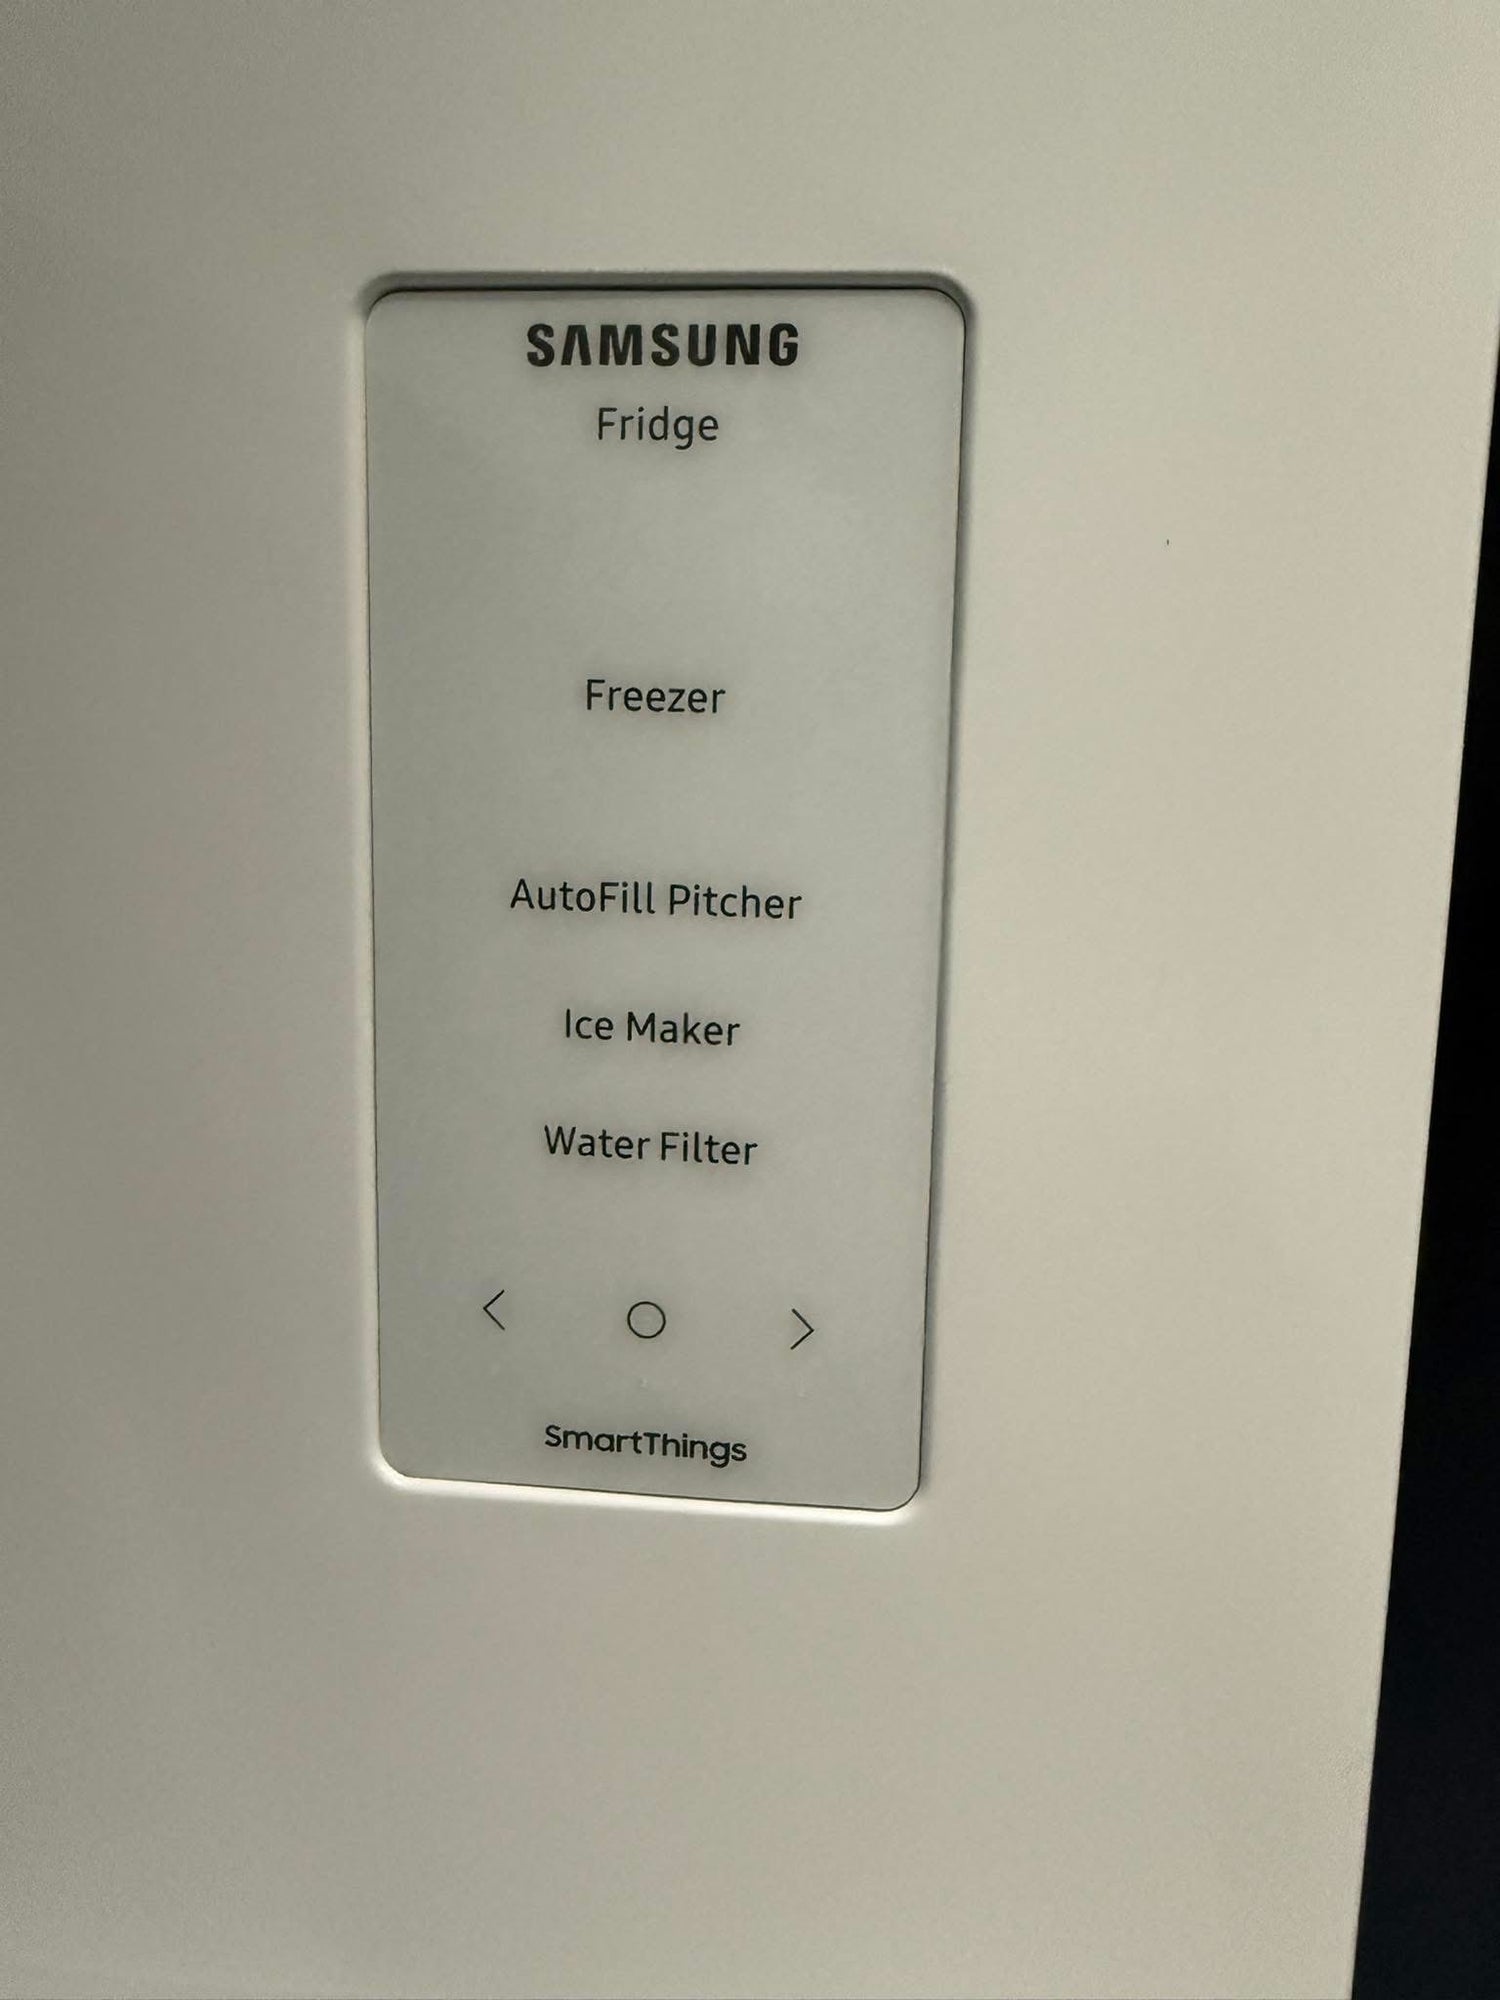 SAMSUNG
Fridge
Freezer
AutoFill Pitcher
Ice Maker
Water Filter
SmartThings